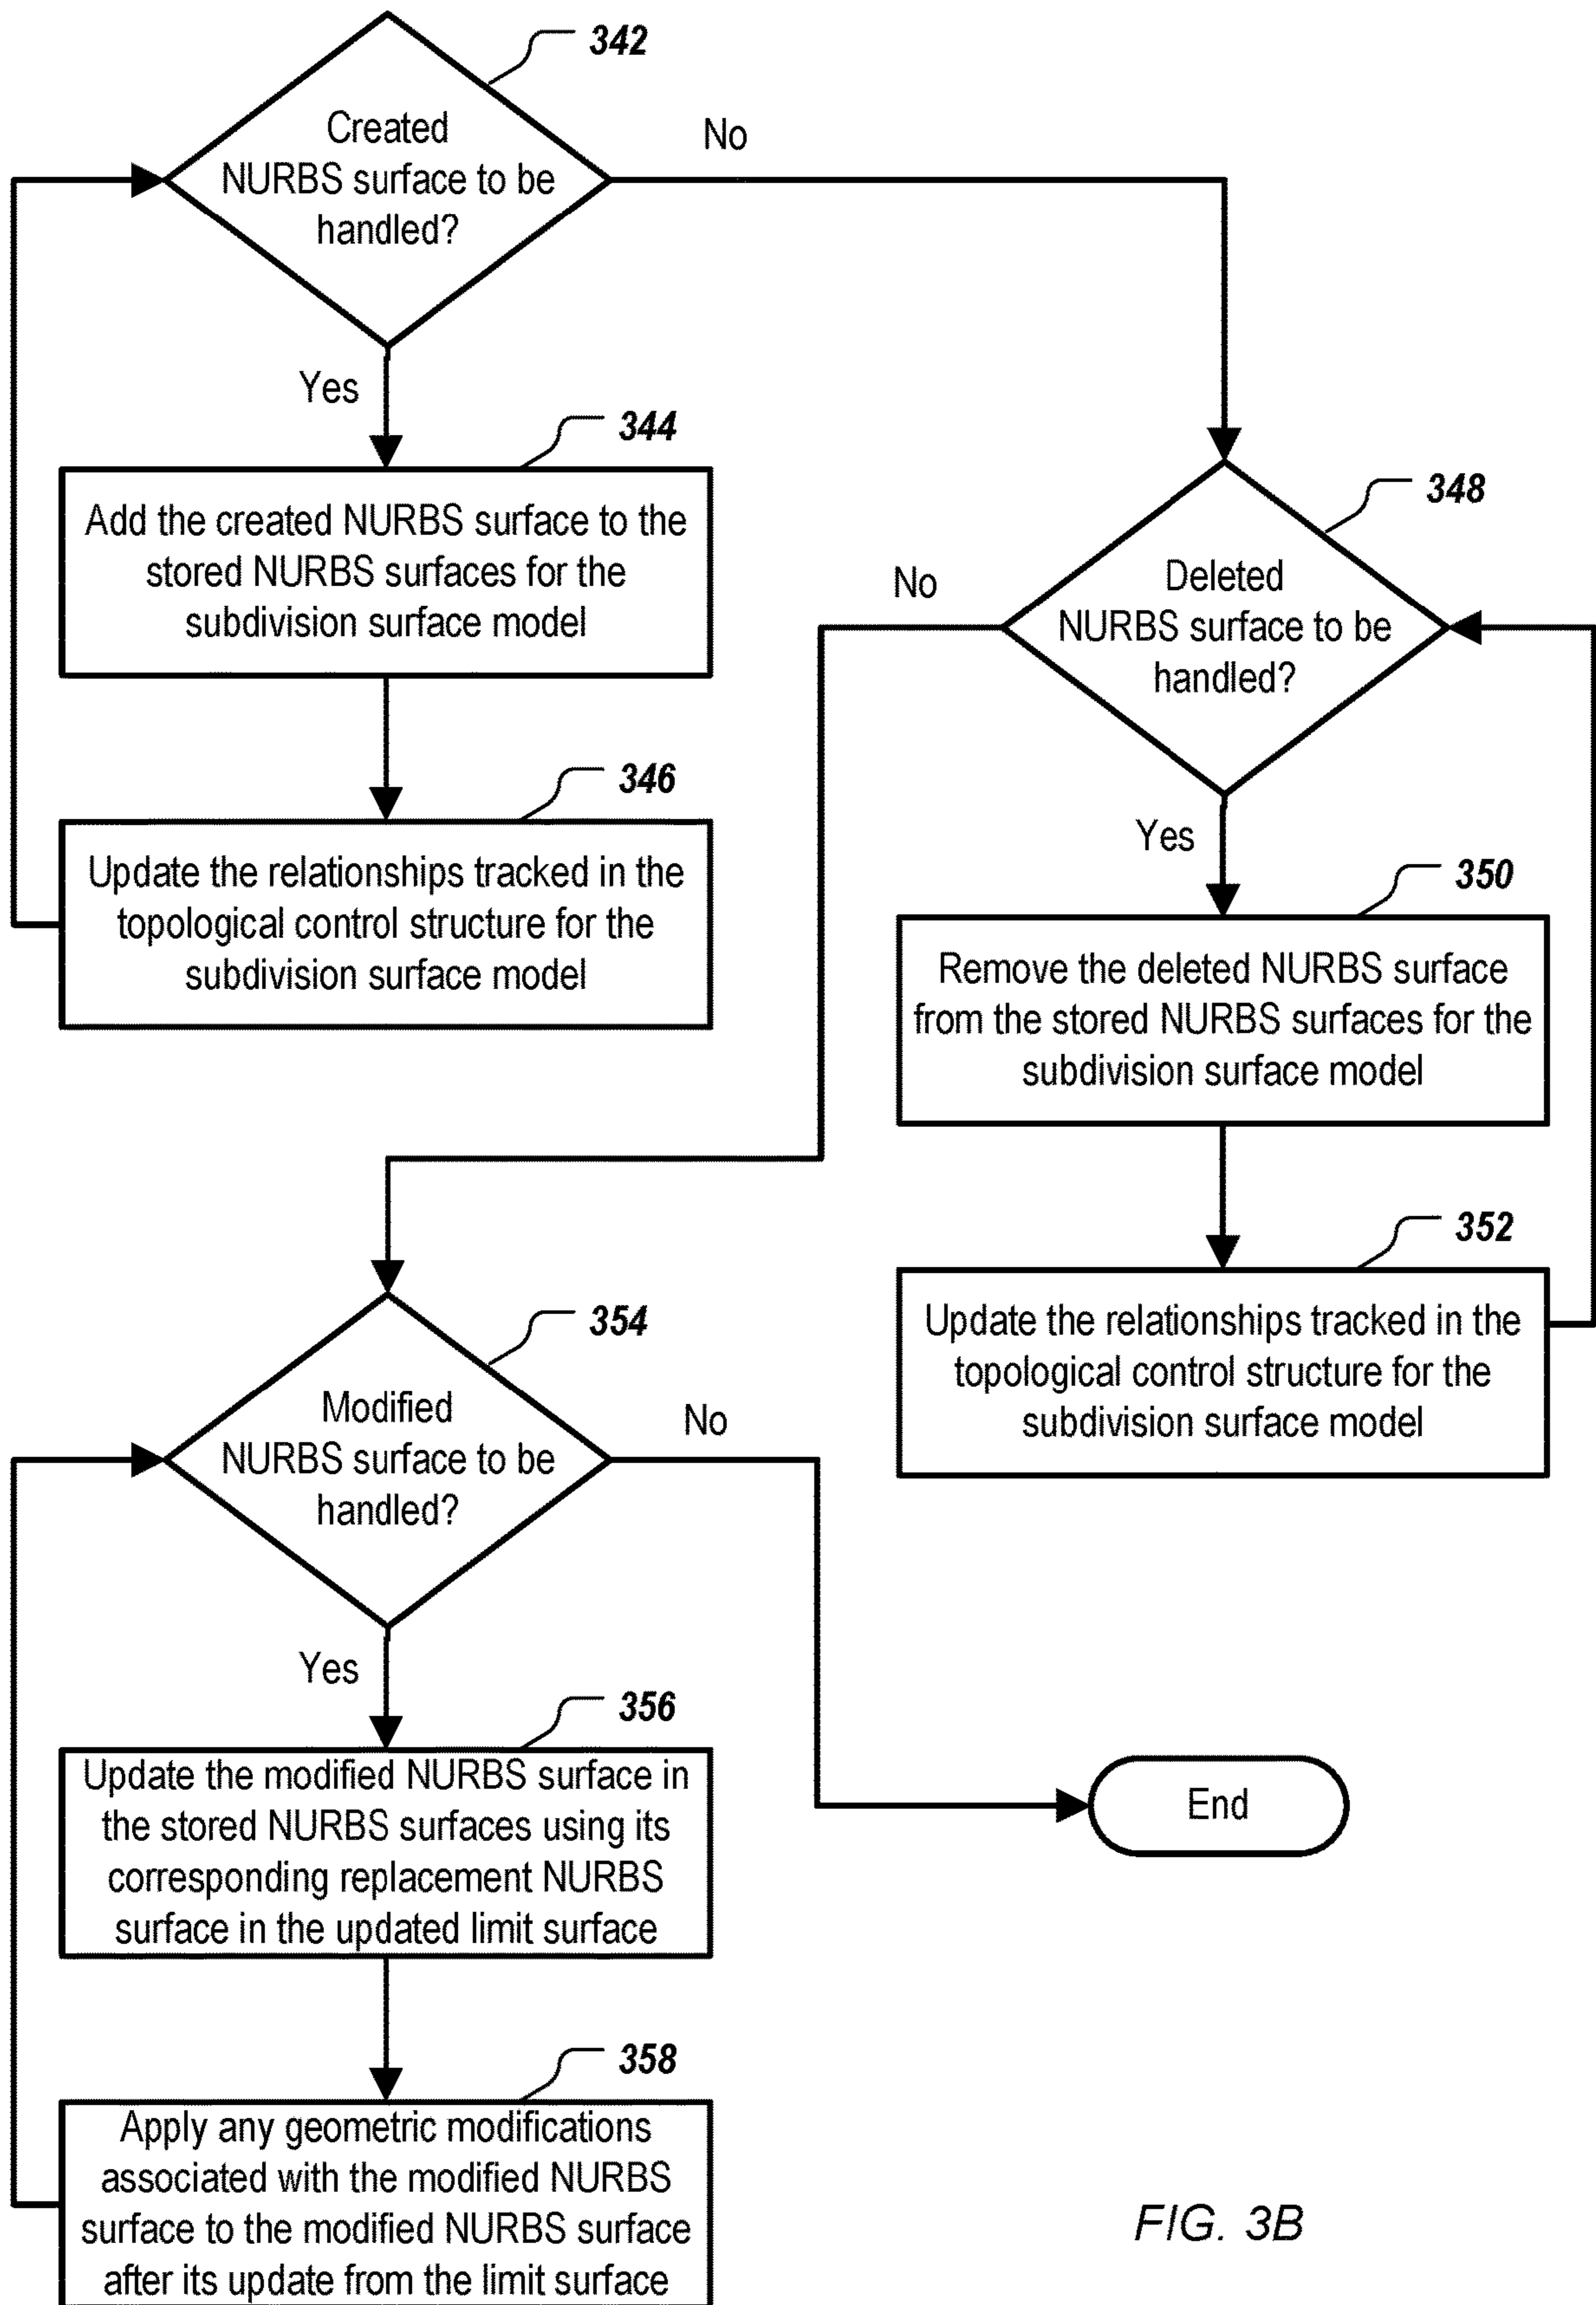 342
Created
NURBS surface to be
handled?
No
Yes
344
Add the created NURBS surface to the
stored NURBS surfaces for the
subdivision surface model
346
Update the relationships tracked in the
topological control structure for the
subdivision surface model
348
Deleted
NURBS surface to be
handled?
No
Yes
350
Remove the deleted NURBS surface
from the stored NURBS surfaces for the
subdivision surface model
352
Update the relationships tracked in the
topological control structure for the
subdivision surface model
354
Modified
NURBS surface to be
handled?
No
Yes
356
Update the modified NURBS surface in
the stored NURBS surfaces using its
corresponding replacement NURBS
surface in the updated limit surface
358
Apply any geometric modifications
associated with the modified NURBS
surface to the modified NURBS surface
after its update from the limit surface
End
FIG. 3B